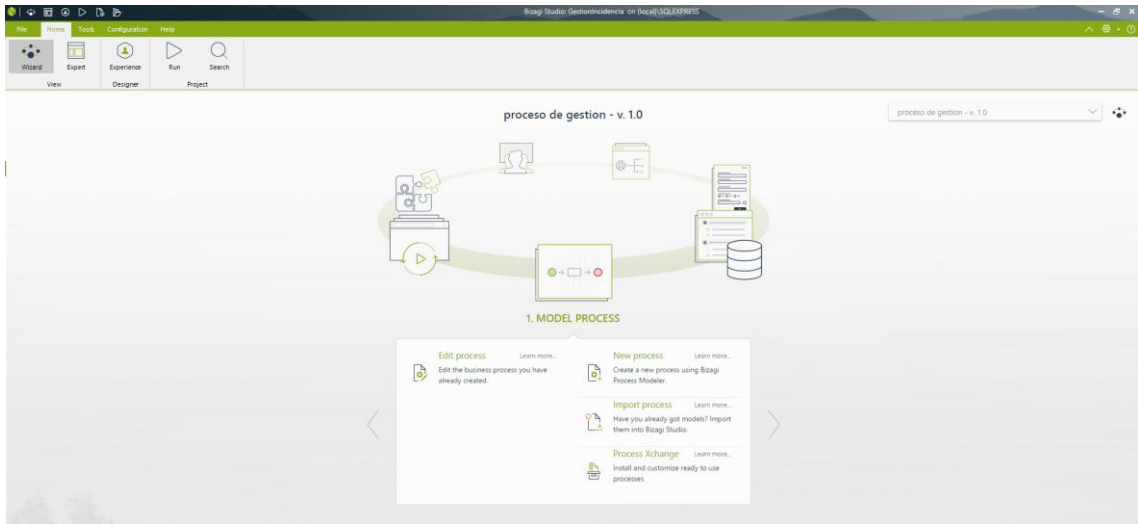 Bizagi Studio: GestionIncidencia on (local)\SQLEXPRESS
File Home Tools Configuration Help
Wizard Expert Experience Run Search
View Designer Project
proceso de gestion - v. 1.0
proceso de gestion - v. 1.0
1. MODEL PROCESS
Edit process Learn more...
Edit the business process you have
already created.
New process Learn more...
Create a new process using Bizagi
Process Modeler.
Import process Learn more...
Have you already got models? Import
them into Bizagi Studio.
Process Xchange Learn more...
Install and customize ready to use
processes.